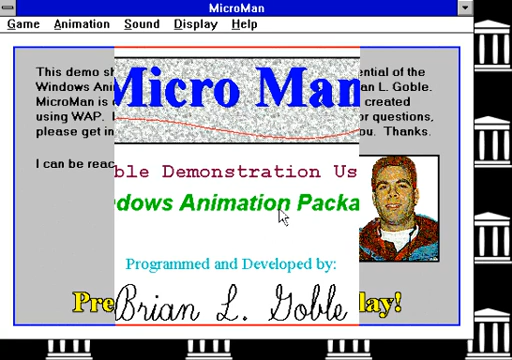 MicroMan
Game Animation Sound Display Help
This demo sh
ential of the
Windows Ani
an L. Goble.
MicroMan is
created
using WAP.
or questions,
please get in
ou. Thanks.
I can be reac
Micro Man
ble Demonstration Us
dows Animation Packa
Programmed and Developed by:
Brian L. Goble
Pre
lay!